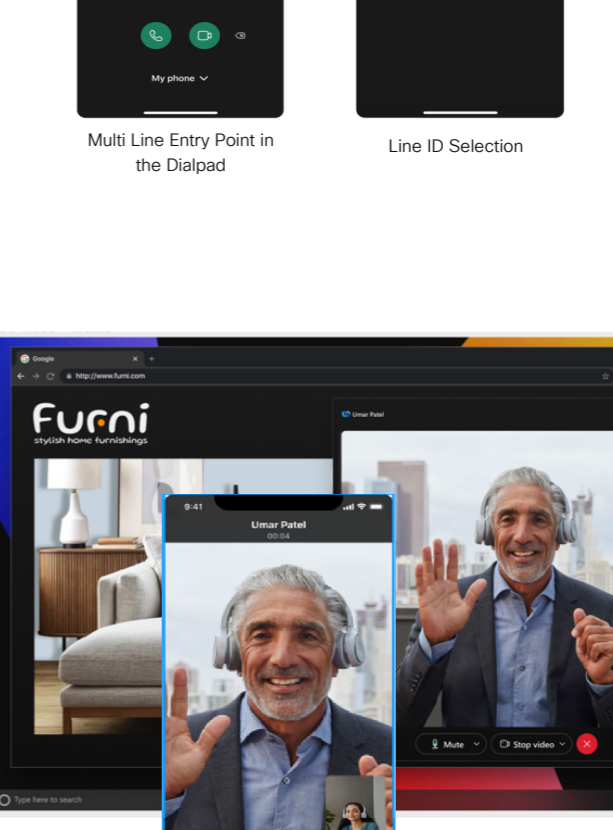 My phone
Multi Line Entry Point in
the Dialpad
Line ID Selection
Google
http://www.furni.com
Furni
stylish home furnishings
Umar Patel
9:41
Umar Patel
00:04
Mute
Stop video
Type here to search